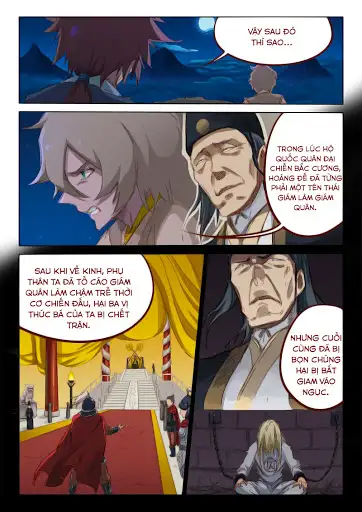 VẬY SAU ĐÓ
THÌ SAO...
TRONG LÚC HỘ
QUỐC QUÂN ĐẠI
CHIẾN BẮC CƯƠNG,
HOÀNG ĐẾ ĐÃ TỪNG
PHÁI MỘT TÊN THÁI
GIÁM LÀM GIÁM
QUÂN.
SAU KHI VỀ KINH, PHỤ
THÂN TA ĐÃ TỐ CÁO GIÁM
QUÂN LÀM CHẬM TRỄ THỜI
CƠ CHIẾN ĐẤU, HẠI BA VỊ
THÚC BÁ CỦA TA BỊ CHẾT
TRẬN.
NHƯNG CUỐI
CÙNG ĐÃ BỊ
BỌN CHÚNG
HẠI BỊ BẮT
GIAM VÀO
NGỤC.